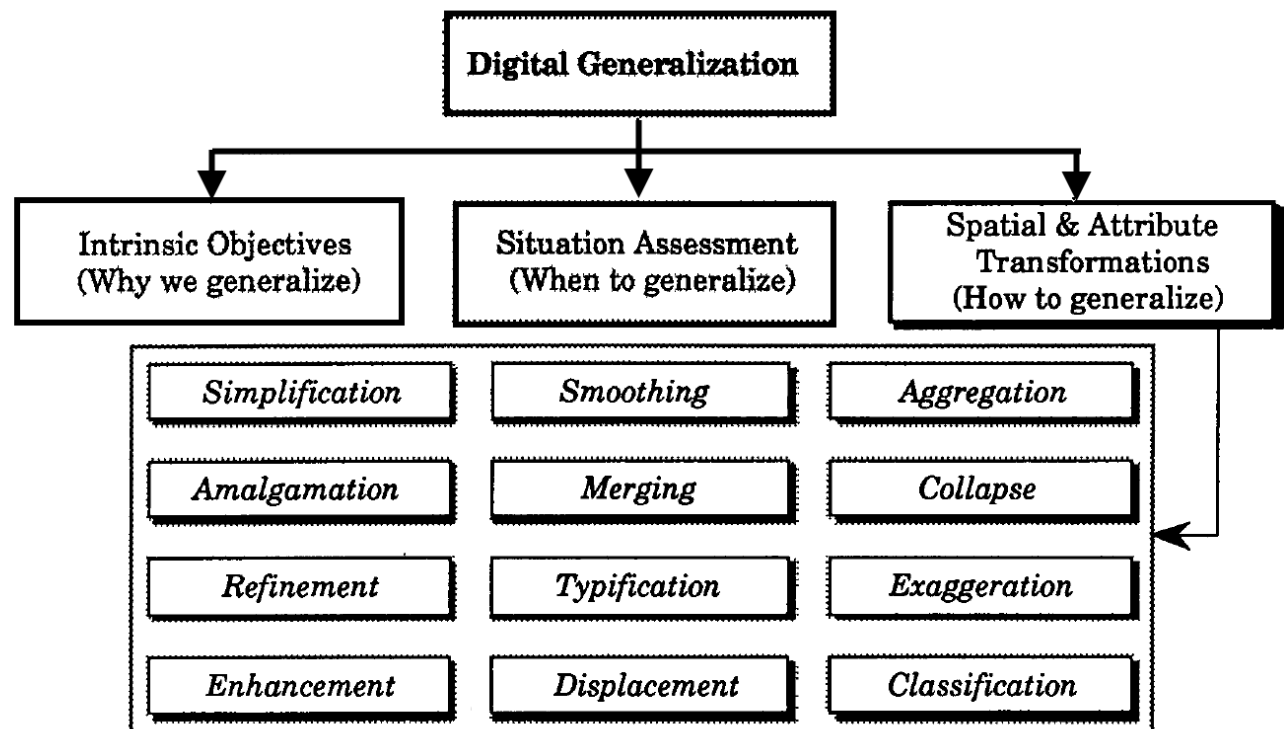 Digital Generalization
Intrinsic Objectives
(Why we generalize)
Situation Assessment
(When to generalize)
Spatial & Attribute
Transformations
(How to generalize)
Simplification
Smoothing
Aggregation
Amalgamation
Merging
Collapse
Refinement
Typification
Exaggeration
Enhancement
Displacement
Classification